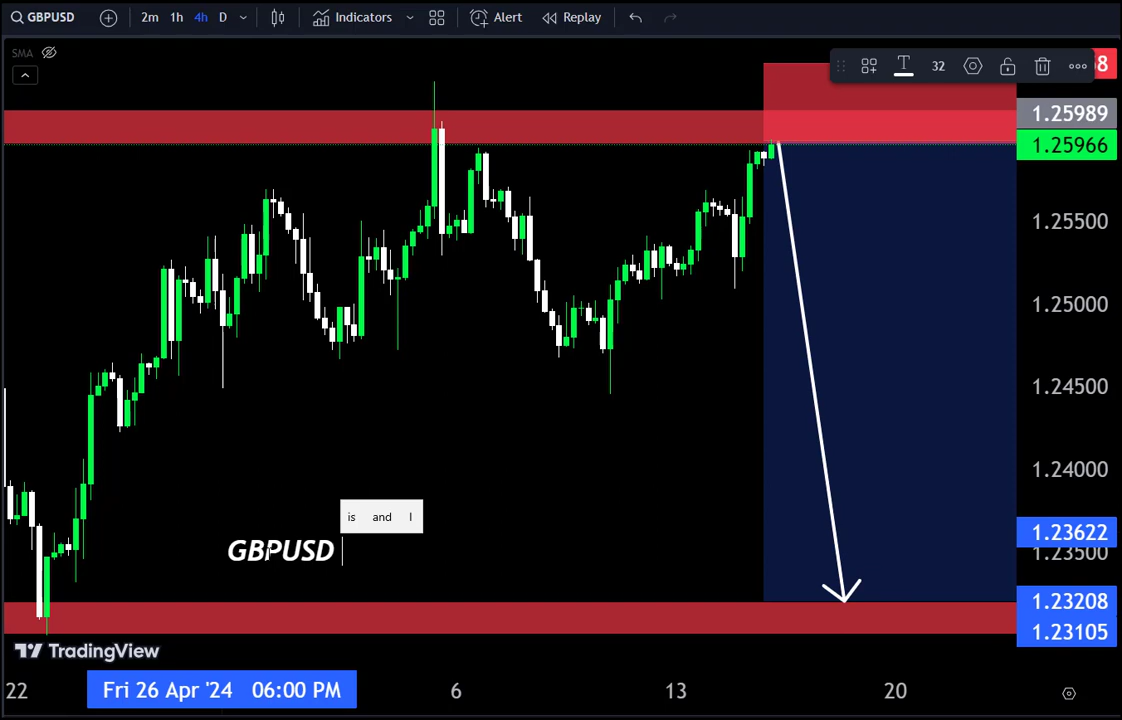 GBPUSD 2m 1h 4h D Indicators Alert Replay
SMA
32
8
1.25989
1.25966
1.25500
1.25000
1.24500
1.24000
is and I
1.23622
GBPUSD
1.23500
1.23208
1.23105
TradingView
22 Fri 26 Apr '24 06:00 PM 6 13 20